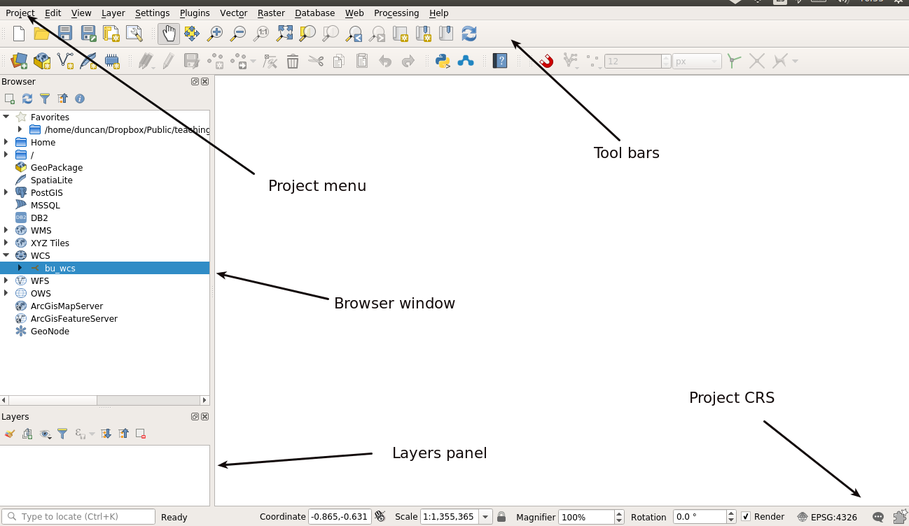 Project Edit View Layer Settings Plugins Vector Raster Database Web Processing Help
12 px
Browser
Favorites
/home/duncan/Dropbox/Public/teaching
Home
/
GeoPackage
SpatiaLite
PostGIS
MSSQL
DB2
WMS
XYZ Tiles
WCS
bu_wcs
WFS
OWS
ArcGisMapServer
ArcGisFeatureServer
GeoNode
Tool bars
Project menu
Browser window
Project CRS
Layers panel
Layers
Type to locate (Ctrl+K) Ready Coordinate -0.865,-0.631 Scale 1:1,355,365 Magnifier 100% Rotation 0.0 ° Render EPSG:4326